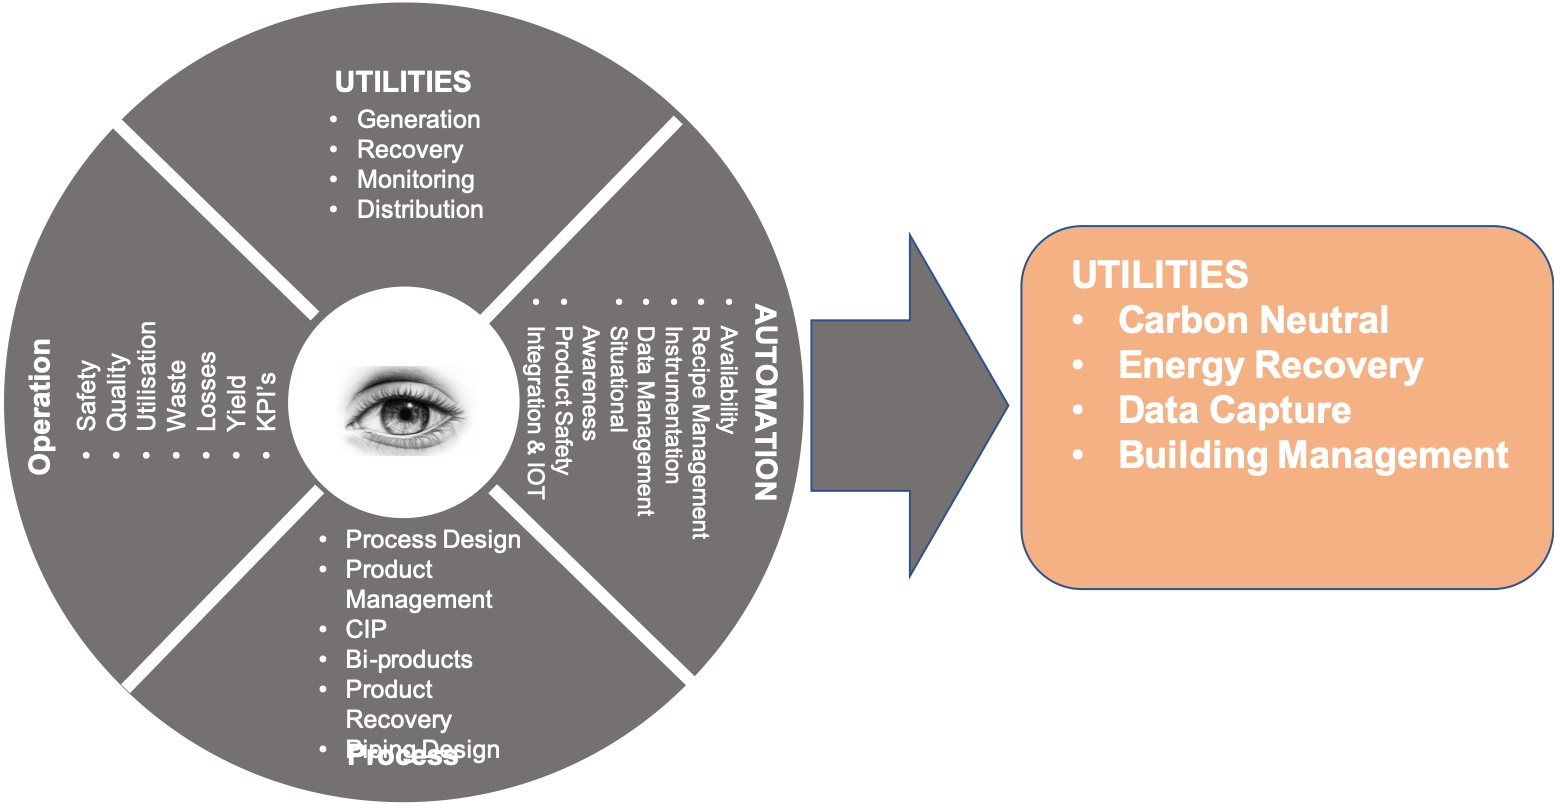 UTILITIES
• Generation
• Recovery
• Monitoring
• Distribution
AUTOMATION
• Availability
• Recipe Management
• Instrumentation
• Data Management
• Situational
Awareness
• Product Safety
• Integration & IOT
• Process Design
• Product
Management
• CIP
• Bi-products
• Product
Recovery
• Piping Design
Process
Operation
• Safety
• Quality
• Utilisation
• Waste
• Losses
• Yield
• KPI's
UTILITIES
• Carbon Neutral
• Energy Recovery
• Data Capture
• Building Management